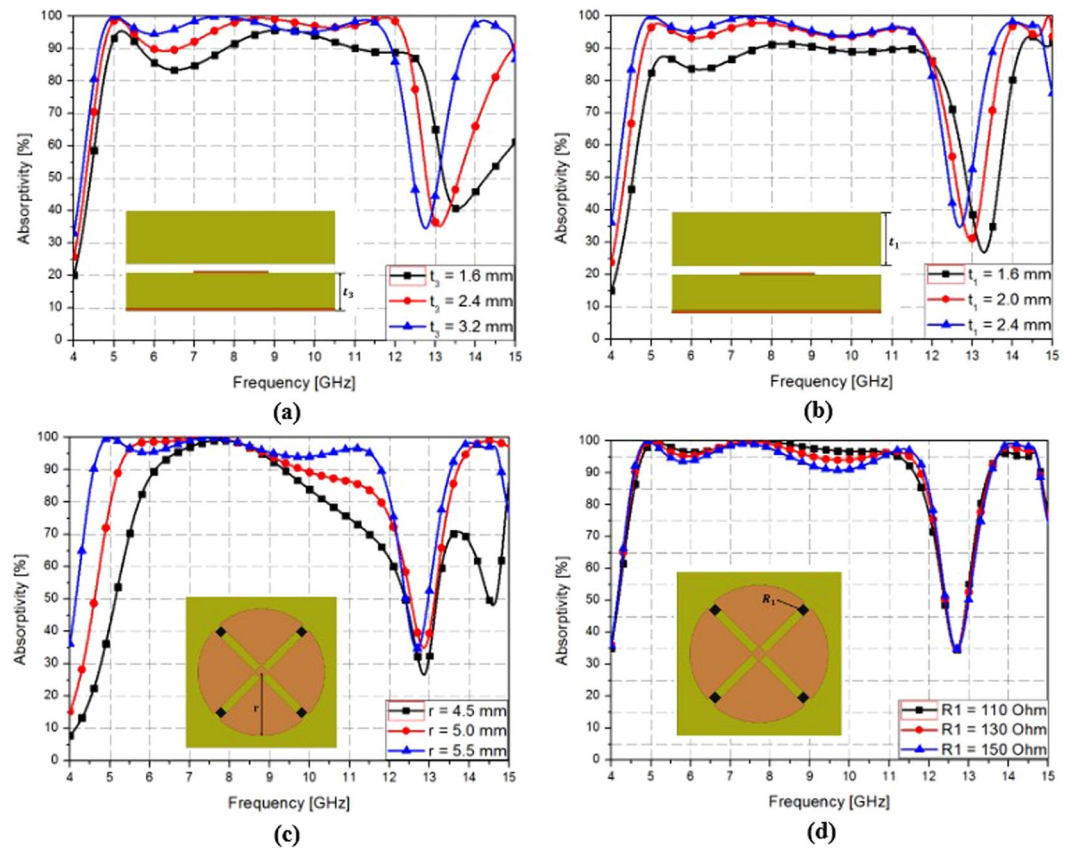 Absorptivity [%]
100
90
80
70
60
50
40
30
20
10
0
t3
t3 = 1.6 mm
t3 = 2.4 mm
t3 = 3.2 mm
4 5 6 7 8 9 10 11 12 13 14 15
Frequency [GHz]
(a)
Absorptivity [%]
100
90
80
70
60
50
40
30
20
10
0
t1
t1 = 1.6 mm
t1 = 2.0 mm
t1 = 2.4 mm
4 5 6 7 8 9 10 11 12 13 14 15
Frequency [GHz]
(b)
Absorptivity [%]
100
90
80
70
60
50
40
30
20
10
0
r
r = 4.5 mm
r = 5.0 mm
r = 5.5 mm
4 5 6 7 8 9 10 11 12 13 14 15
Frequency [GHz]
(c)
Absorptivity [%]
100
90
80
70
60
50
40
30
20
10
0
R1
R1 = 110 Ohm
R1 = 130 Ohm
R1 = 150 Ohm
4 5 6 7 8 9 10 11 12 13 14 15
Frequency [GHz]
(d)